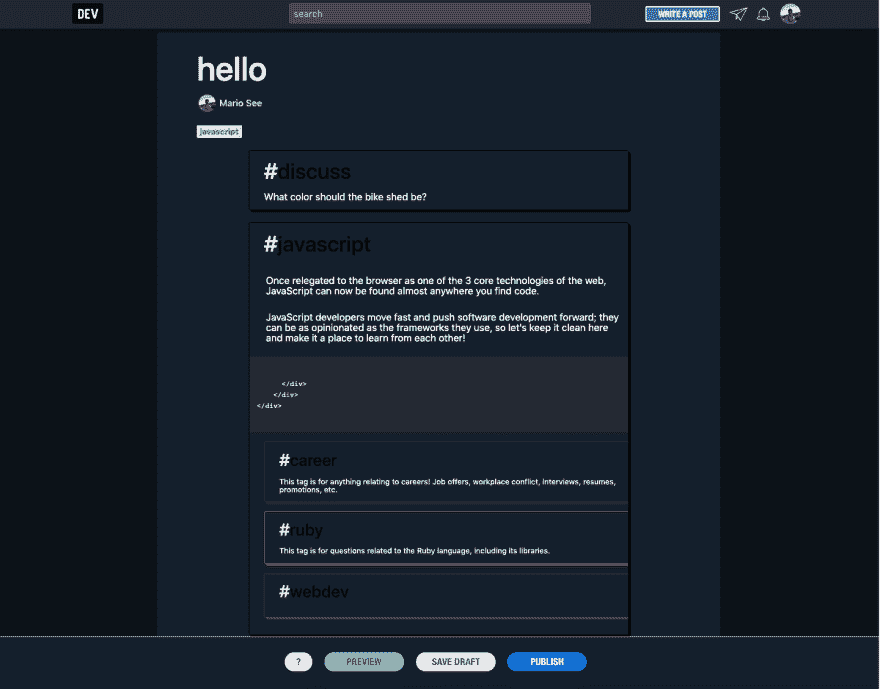 DEV
search
WRITE A POST
hello
Mario See
javascript
#discuss
What color should the bike shed be?
#javascript
Once relegated to the browser as one of the 3 core technologies of the web,
JavaScript can now be found almost anywhere you find code.
JavaScript developers move fast and push software development forward; they
can be as opinionated as the frameworks they use, so let's keep it clean here
and make it a place to learn from each other!
</div>
</div>
</div>
#career
This tag is for anything relating to careers! Job offers, workplace conflict, interviews, resumes,
promotions, etc.
#ruby
This tag is for questions related to the Ruby language, including its libraries.
#webdev
?
PREVIEW
SAVE DRAFT
PUBLISH